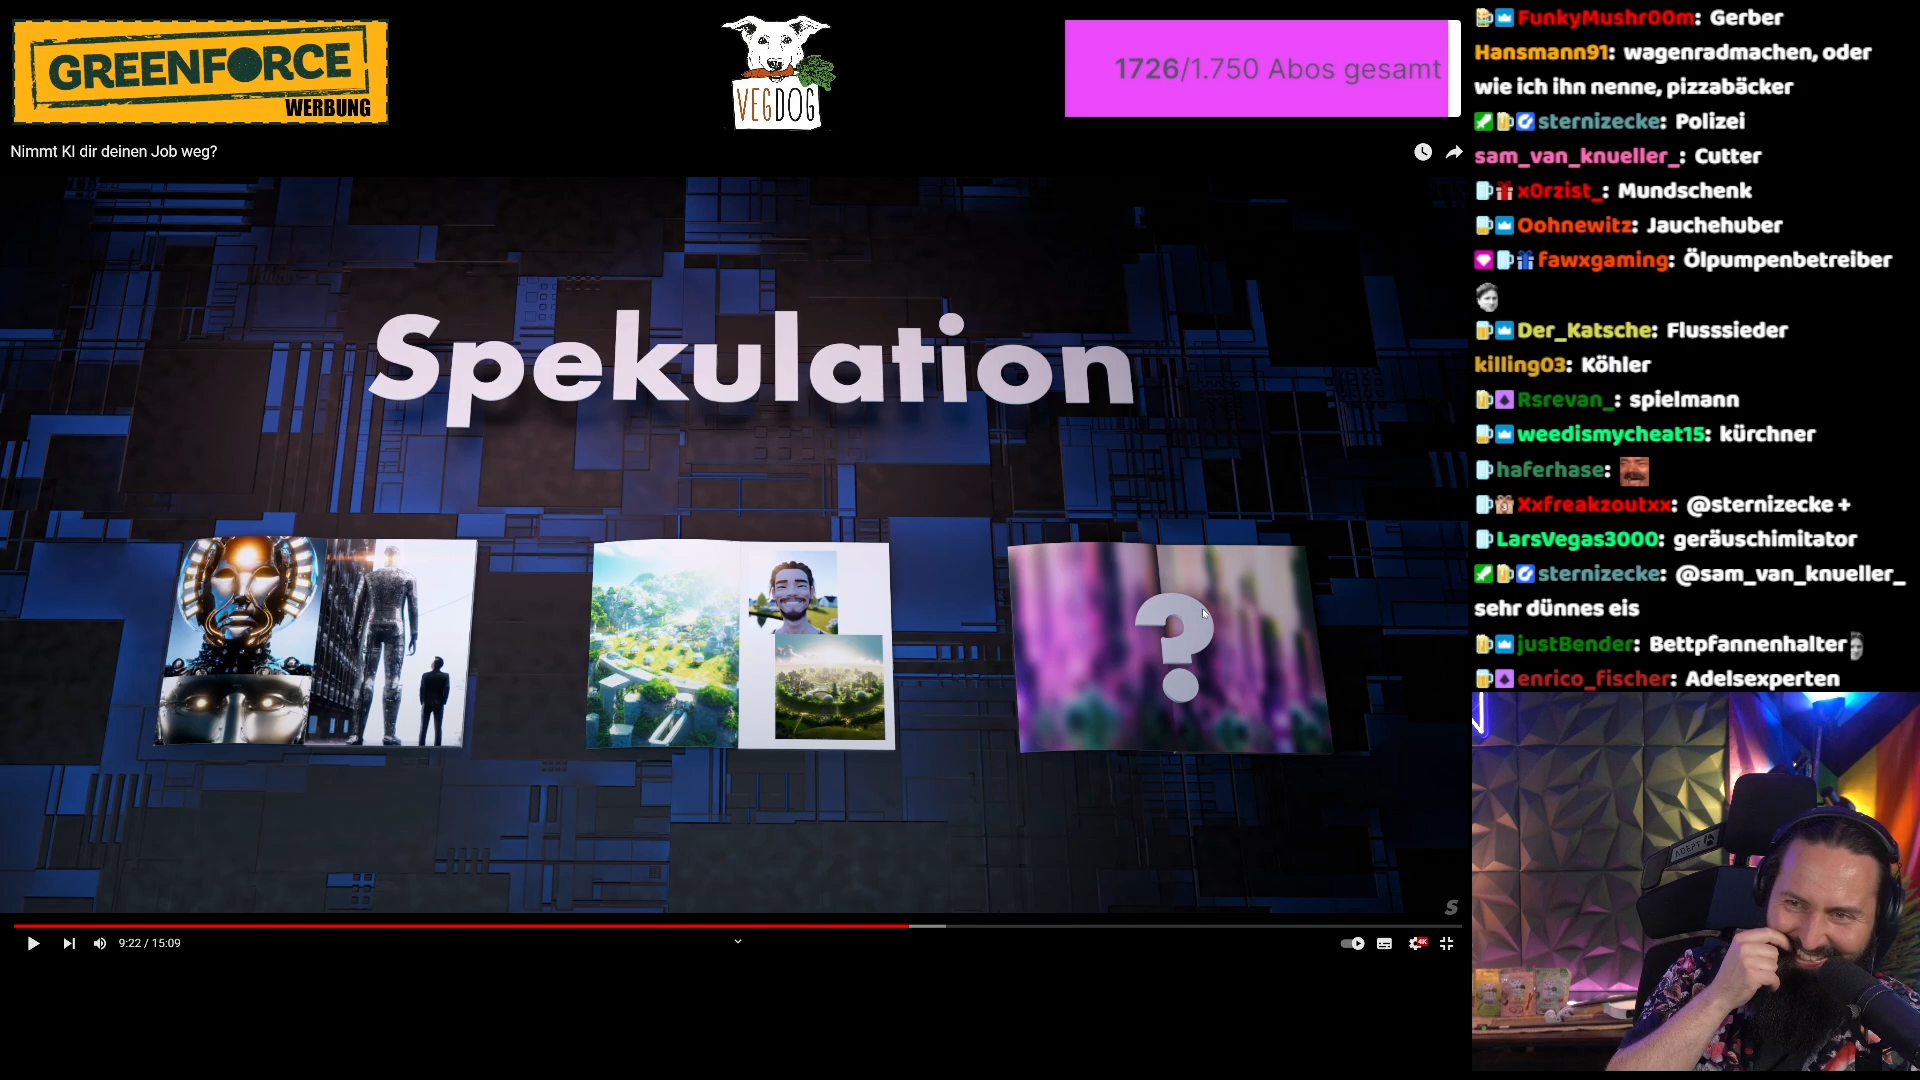 GREENFORCE
WERBUNG
VEGDOG
1726/1.750 Abos gesamt
Nimmt KI dir deinen Job weg?
Spekulation
?
S
9:22 / 15:09
4K
FunkyMushr00m: Gerber
Hansmann91: wagenradmachen, oder
wie ich ihn nenne, pizzabäcker
sternizecke: Polizei
sam_van_knueller_: Cutter
x0rzist_: Mundschenk
Oohnewitz: Jauchehuber
fawxgaming: Ölpumpenbetreiber
Der_Katsche: Flusssieder
killing03: Köhler
Rsrevan_: spielmann
weedismycheat15: kürchner
haferhase:
Xxfreakzoutxx: @sternizecke +
LarsVegas3000: geräuschimitator
sternizecke: @sam_van_knueller_
sehr dünnes eis
justBender: Bettpfannenhalter
enrico_fischer: Adelsexperten
ADEPT